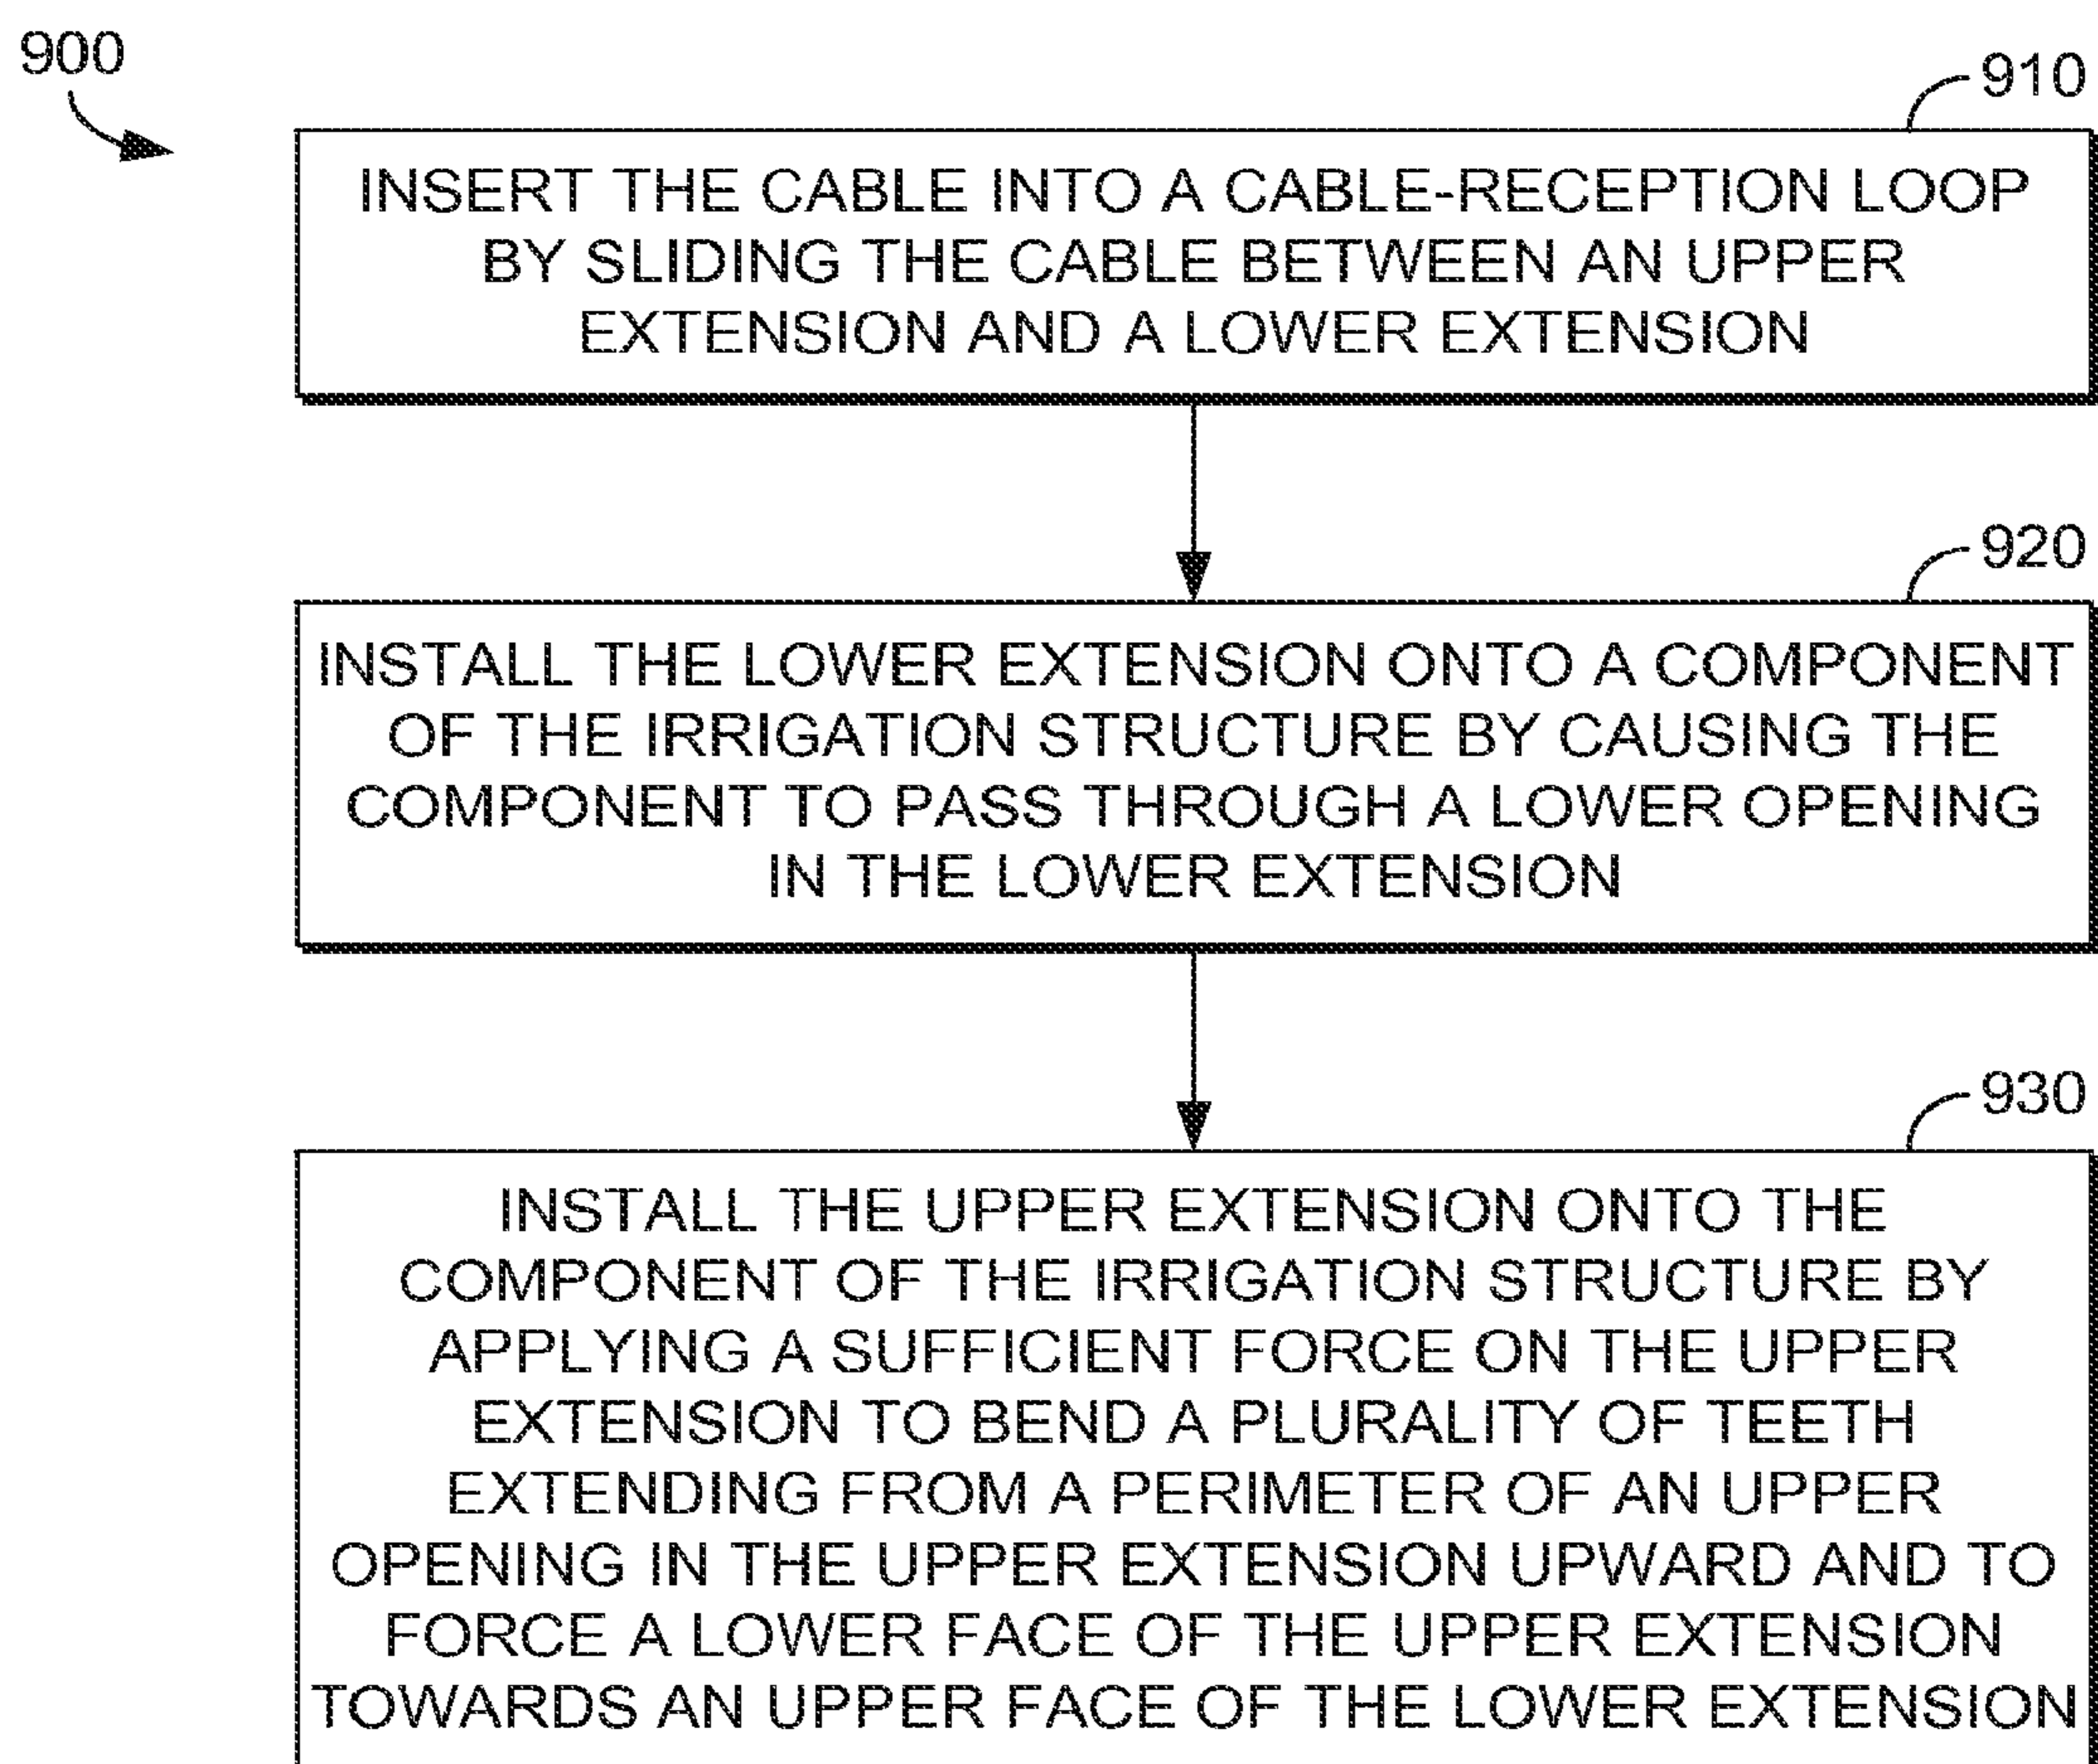 900
910
INSERT THE CABLE INTO A CABLE-RECEPTION LOOP
BY SLIDING THE CABLE BETWEEN AN UPPER
EXTENSION AND A LOWER EXTENSION
920
INSTALL THE LOWER EXTENSION ONTO A COMPONENT
OF THE IRRIGATION STRUCTURE BY CAUSING THE
COMPONENT TO PASS THROUGH A LOWER OPENING
IN THE LOWER EXTENSION
930
INSTALL THE UPPER EXTENSION ONTO THE
COMPONENT OF THE IRRIGATION STRUCTURE BY
APPLYING A SUFFICIENT FORCE ON THE UPPER
EXTENSION TO BEND A PLURALITY OF TEETH
EXTENDING FROM A PERIMETER OF AN UPPER
OPENING IN THE UPPER EXTENSION UPWARD AND TO
FORCE A LOWER FACE OF THE UPPER EXTENSION
TOWARDS AN UPPER FACE OF THE LOWER EXTENSION